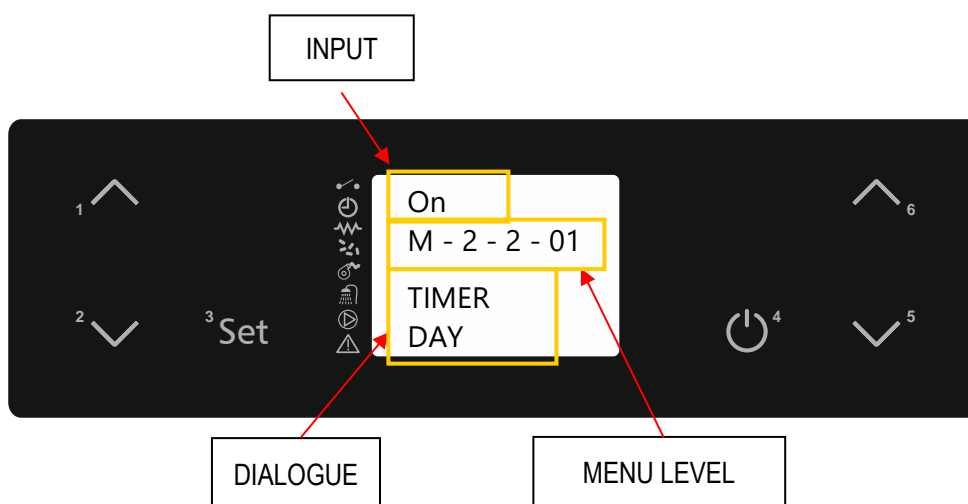 INPUT
1
6
On
M - 2 - 2 - 01
TIMER
DAY
2
3 Set
4
5
DIALOGUE
MENU LEVEL